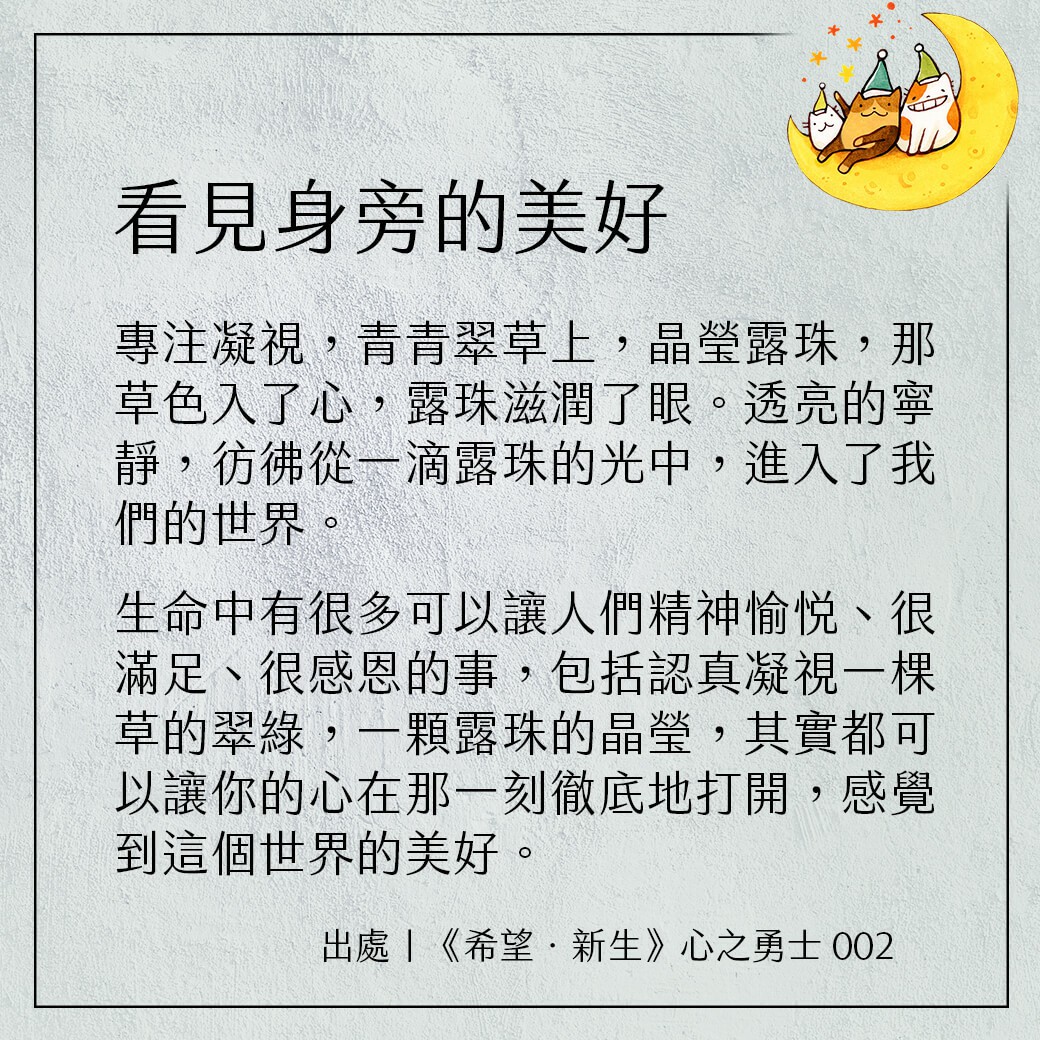 看見身旁的美好
專注凝視，青青翠草上，晶瑩露珠，那
草色入了心，露珠滋潤了眼。透亮的寧
靜，彷彿從一滴露珠的光中，進入了我
們的世界。
生命中有很多可以讓人們精神愉悅、很
滿足、很感恩的事，包括認真凝視一棵
草的翠綠，一顆露珠的晶瑩，其實都可
以讓你的心在那一刻徹底地打開，感覺
到這個世界的美好。
出處｜《希望．新生》心之勇士 002